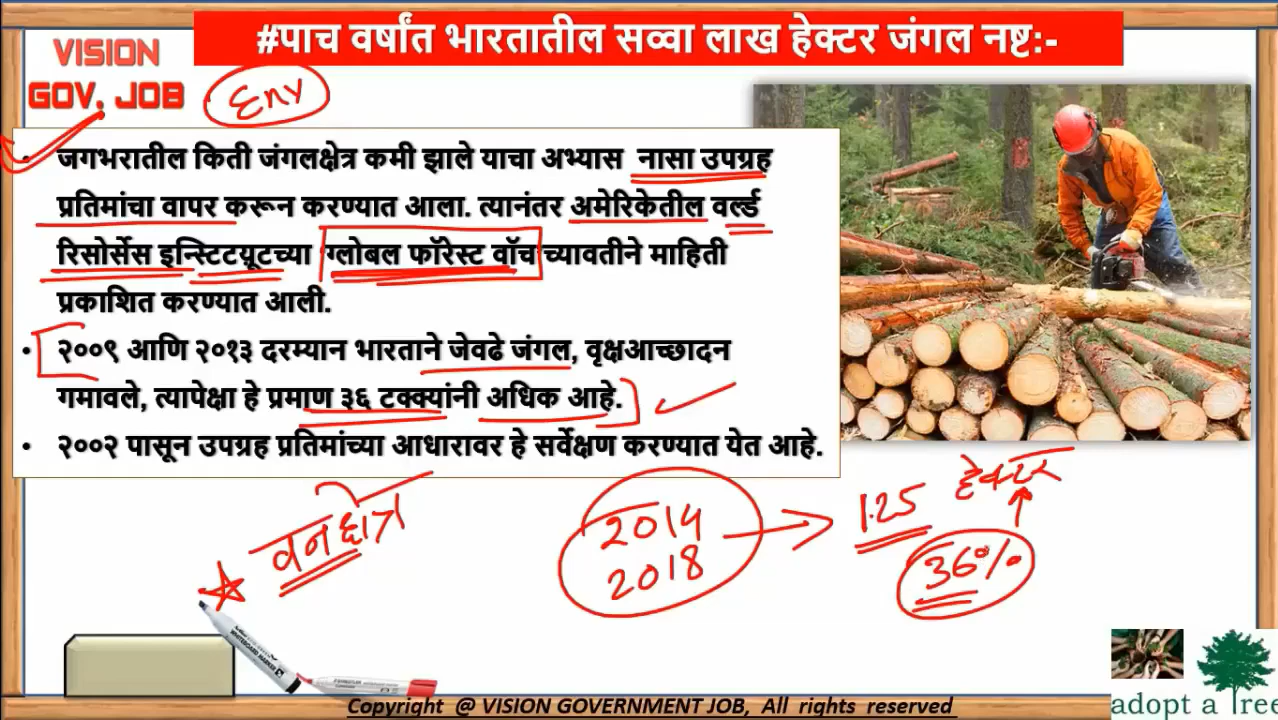 #पाच वर्षांत भारतातील सव्वा लाख हेक्टर जंगल नष्ट:-
VISION
GOV, JOB
Env
• जगभरातील किती जंगलक्षेत्र कमी झाले याचा अभ्यास नासा उपग्रह
प्रतिमांचा वापर करून करण्यात आला. त्यानंतर अमेरिकेतील वर्ल्ड
रिसोर्सेस इन्स्टिटयूटच्या ग्लोबल फॉरेस्ट वॉच च्यावतीने माहिती
प्रकाशित करण्यात आली.
• २००९ आणि २०१३ दरम्यान भारताने जेवढे जंगल, वृक्षआच्छादन
गमावले, त्यापेक्षा हे प्रमाण ३६ टक्क्यांनी अधिक आहे.
• २००२ पासून उपग्रह प्रतिमांच्या आधारावर हे सर्वेक्षण करण्यात येत आहे.
वनक्षेत्र
2014
2018
1.25 हेक्टर
36%
adopt a Tree
Copyright @ VISION GOVERNMENT JOB, All rights reserved